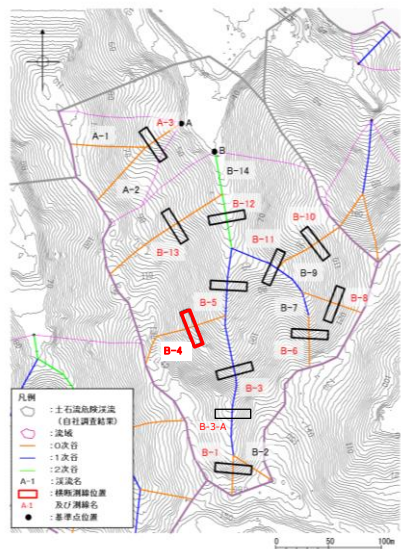 A-3
A
A-1
B
A-2
B-14
B-12
B-10
B-13
B-11
B-9
B-5
B-7
B-8
B-4
B-6
B-3
B-3-A
B-1
B-2
凡例
：土石流危険渓流
（自社調査結果）
：流域
：0次谷
：1次谷
：2次谷
A-1 ：渓流名
：横断測線位置
A-1 及び測線名
：基準点位置
0 50 100m